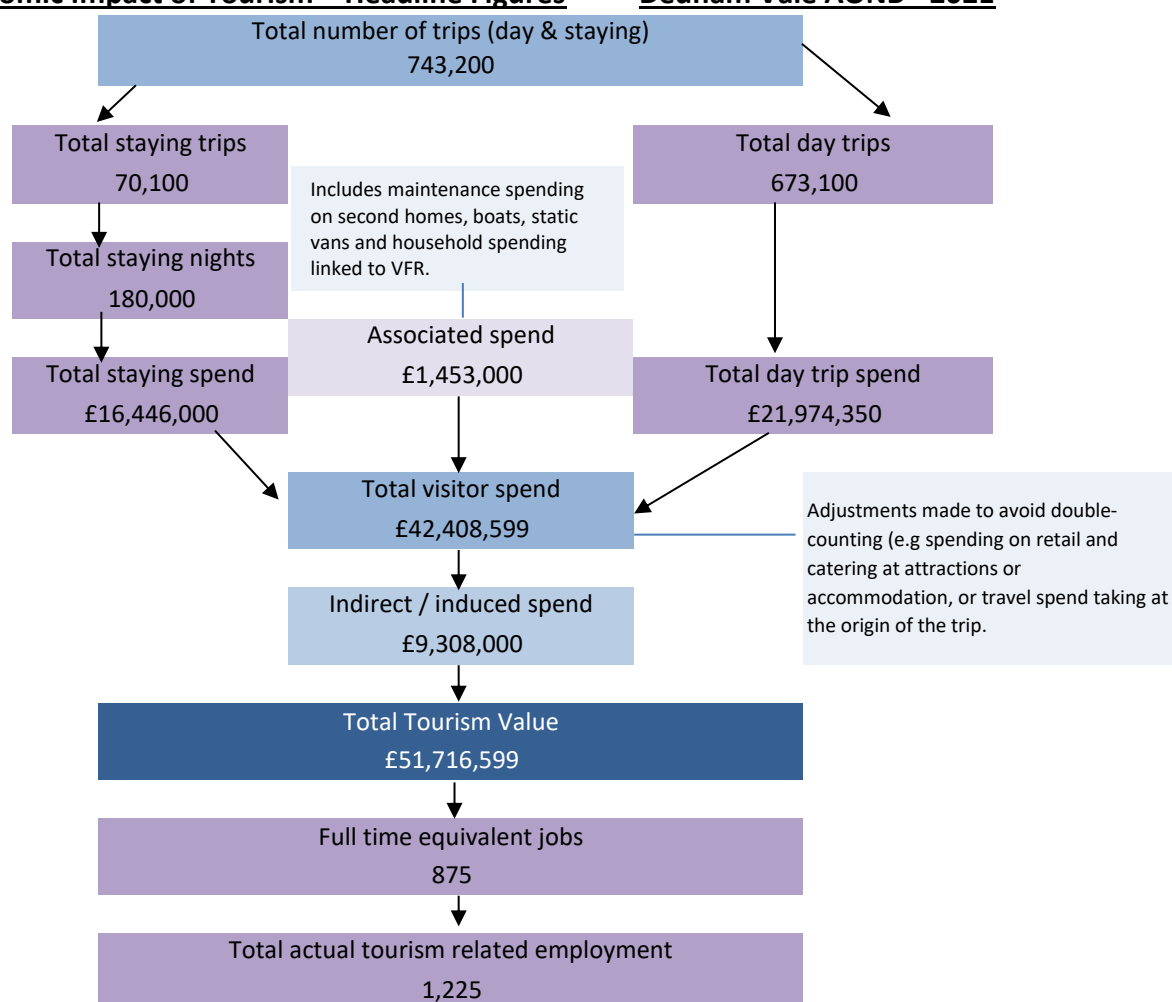 Total number of trips (day & staying)
743,200
Total staying trips
70,100
Total day trips
673,100
Includes maintenance spending
on second homes, boats, static
vans and household spending
linked to VFR.
Total staying nights
180,000
Associated spend
£1,453,000
Total staying spend
£16,446,000
Total day trip spend
£21,974,350
Total visitor spend
£42,408,599
Adjustments made to avoid double-
counting (e.g spending on retail and
catering at attractions or
accommodation, or travel spend taking at
the origin of the trip.
Indirect / induced spend
£9,308,000
Total Tourism Value
£51,716,599
Full time equivalent jobs
875
Total actual tourism related employment
1,225